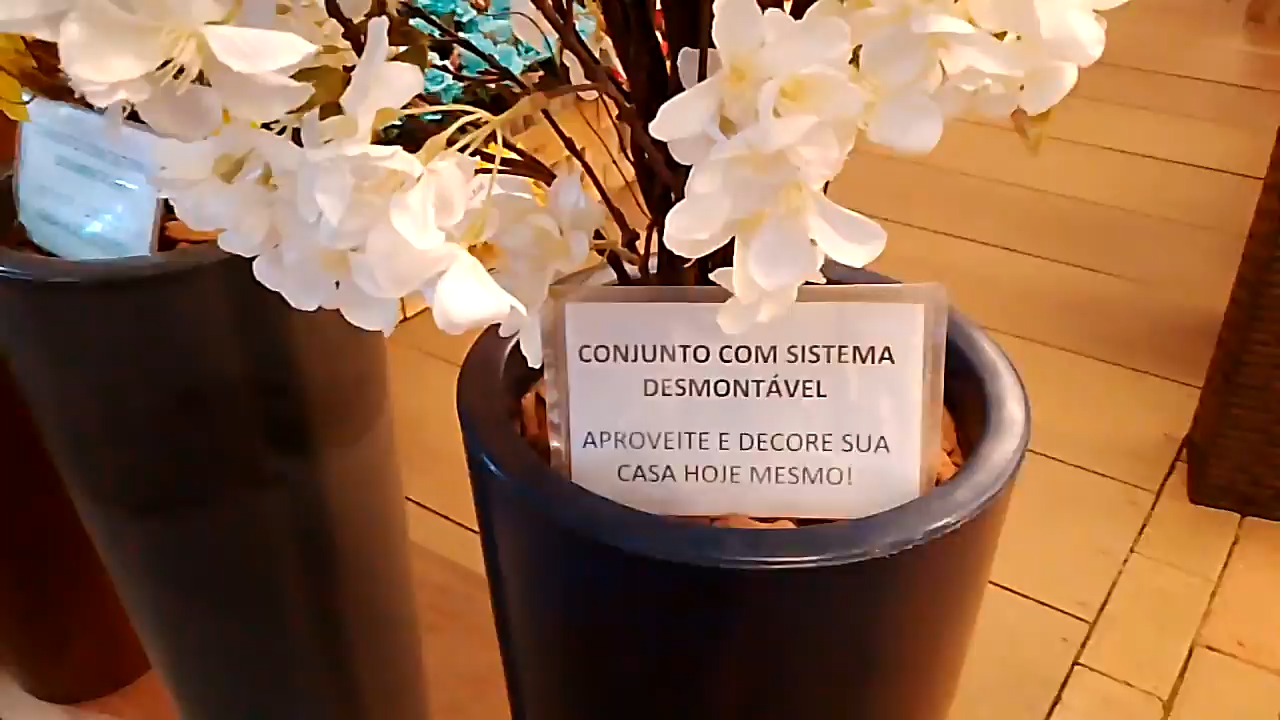 CONJUNTO COM SISTEMA
DESMONTÁVEL
APROVEITE E DECORE SUA
CASA HOJE MESMO!